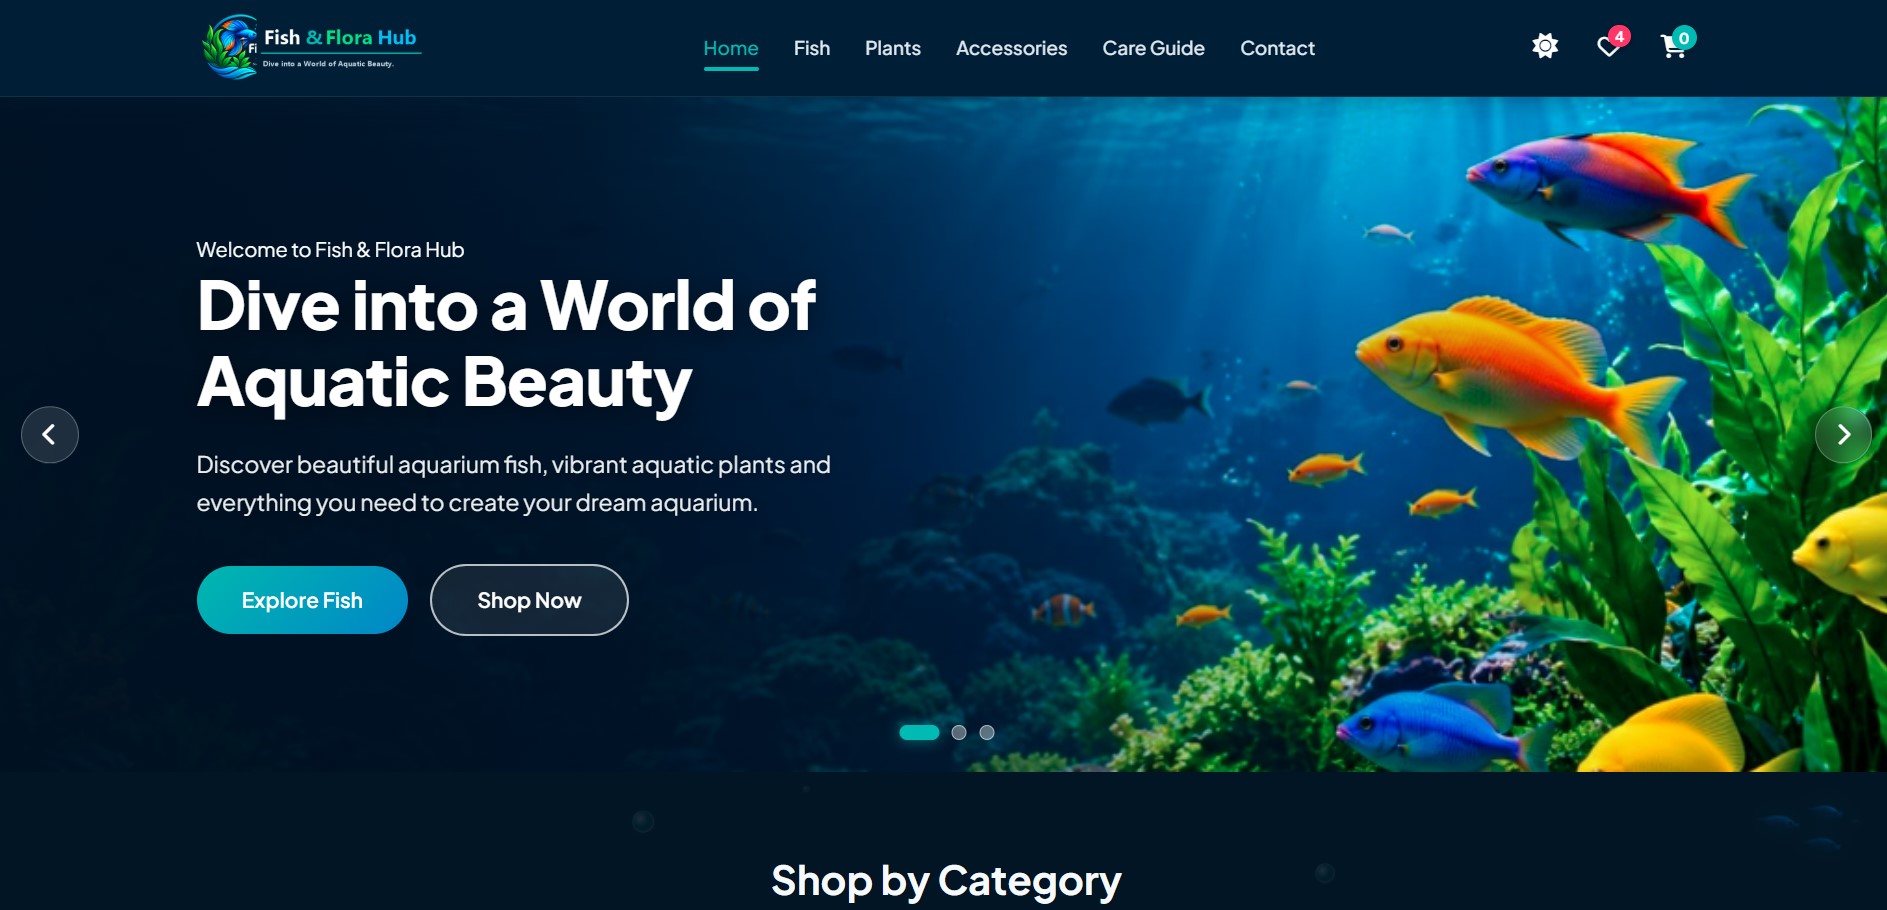 Fi
Fish & Flora Hub
Dive into a World of Aquatic Beauty.
Home Fish Plants Accessories Care Guide Contact
4
0
Welcome to Fish & Flora Hub
Dive into a World of
Aquatic Beauty
Discover beautiful aquarium fish, vibrant aquatic plants and
everything you need to create your dream aquarium.
Explore Fish Shop Now
Shop by Category